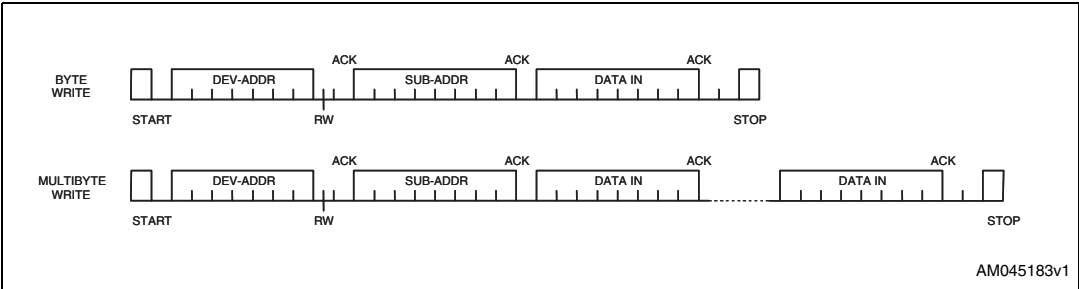 ACK ACK ACK
BYTE WRITE DEV-ADDR SUB-ADDR DATA IN
START RW STOP
ACK ACK ACK ACK
MULTIBYTE WRITE DEV-ADDR SUB-ADDR DATA IN DATA IN
START RW STOP
AM045183v1